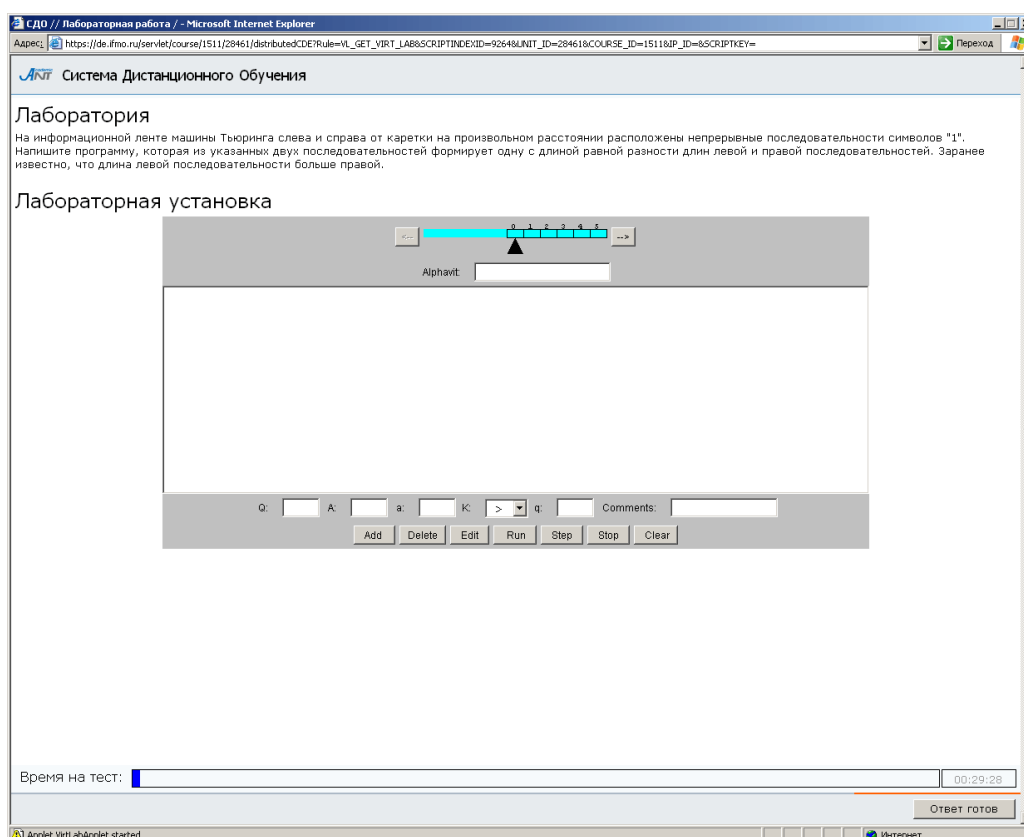 СДО // Лабораторная работа / - Microsoft Internet Explorer
Адрес: https://de.ifmo.ru/servlet/course/1511/28461/distributedCDE?Rule=VL_GET_VIRT_LAB&SCRIPTINDEXID=9264&UNIT_ID=28461&COURSE_ID=1511&IP_ID=&SCRIPTKEY= Переход
ANT Система Дистанционного Обучения
Лаборатория
На информационной ленте машины Тьюринга слева и справа от каретки на произвольном расстоянии расположены непрерывные последовательности символов "1".
Напишите программу, которая из указанных двух последовательностей формирует одну с длиной равной разности длин левой и правой последовательностей. Заранее
известно, что длина левой последовательности больше правой.
Лабораторная установка
<-- 0 1 2 3 4 5 -->
Alphavit:
Q: A: a: K: > q: Comments:
Add Delete Edit Run Step Stop Clear
Время на тест: 00:29:28
Ответ готов
Applet VirtLabApplet started Интернет